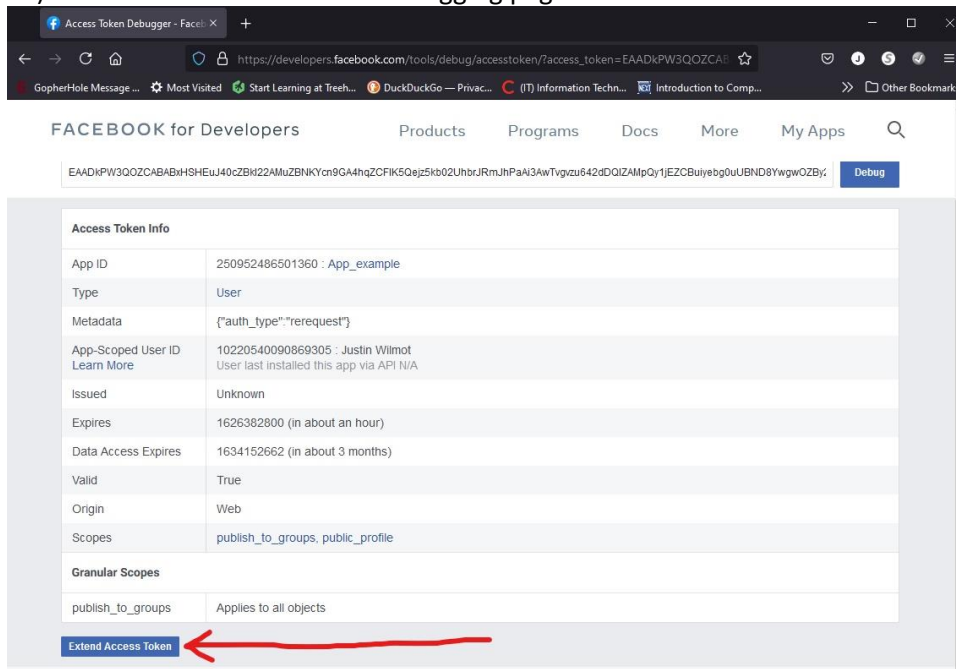 Access Token Debugger - Faceb
https://developers.facebook.com/tools/debug/accesstoken/?access_token=EAADkPW3QOZCAB
GopherHole Message ... Most Visited Start Learning at Treeh... DuckDuckGo — Privac... (IT) Information Techn... Introduction to Comp... Other Bookmark
FACEBOOK for Developers Products Programs Docs More My Apps
Debug
Access Token Info
App ID 250952486501360 : App_example
Type User
Metadata {"auth_type":"rerequest"}
App-Scoped User ID 10220540090869305 : Justin Wilmot
Learn More User last installed this app via API N/A
Issued Unknown
Expires 1626382800 (in about an hour)
Data Access Expires 1634152662 (in about 3 months)
Valid True
Origin Web
Scopes publish_to_groups, public_profile
Granular Scopes
publish_to_groups Applies to all objects
Extend Access Token